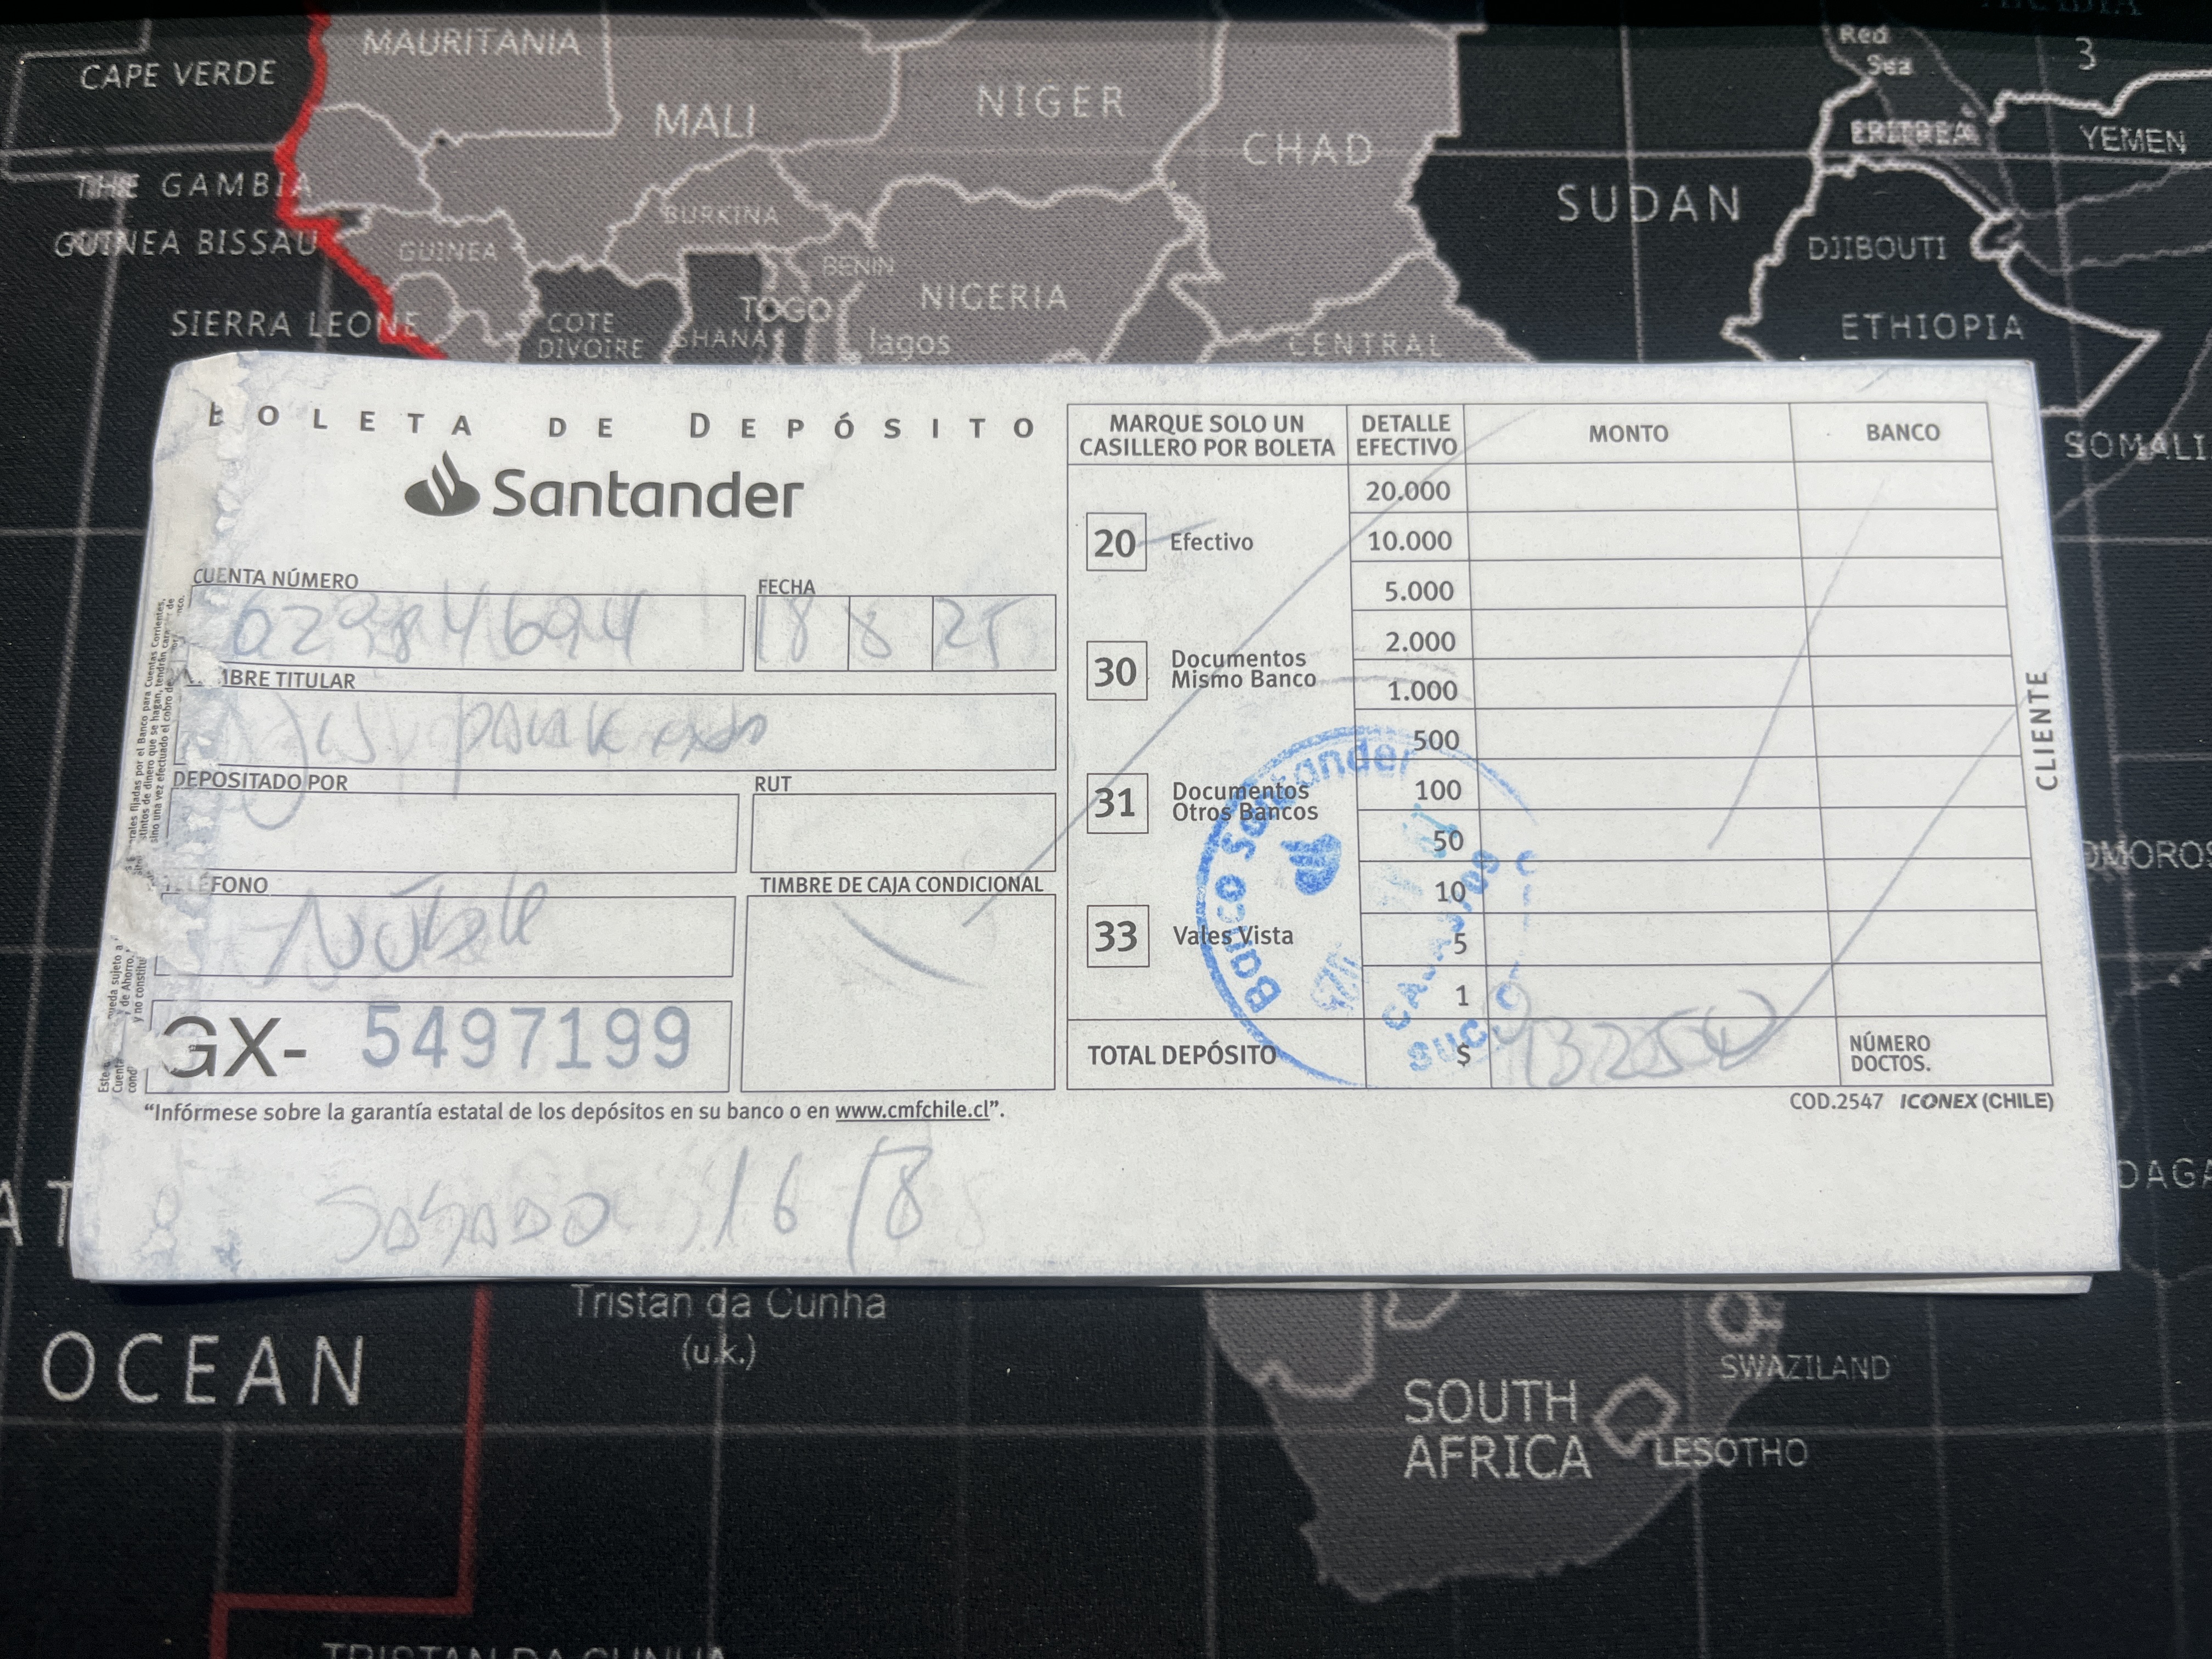 CAPE VERDE
MAURITANIA
MALI
NIGER
CHAD
SUDAN
Red
Sea
3
ERITREA
YEMEN
THE GAMBIA
GUINEA BISSAU
GUINEA
BURKINA
BENIN
NIGERIA
DJIBOUTI
SIERRA LEONE
COTE
DIVOIRE
TOGO
lagos
CENTRAL
ETHIOPIA
BOLETA DE DEPÓSITO
Santander
CUENTA NÚMERO
FECHA
18 8 25
TITULAR
DEPOSITADO POR
RUT
TELÉFONO
TIMBRE DE CAJA CONDICIONAL
GX- 5497199
"Infórmese sobre la garantía estatal de los depósitos en su banco o en www.cmfchile.cl".
SABADO 16/8
MARQUE SOLO UN
CASILLERO POR BOLETA
DETALLE
EFECTIVO
MONTO
BANCO
20 Efectivo
30 Documentos
Mismo Banco
31 Documentos
Otros Bancos
33 Vales Vista
20.000
10.000
5.000
2.000
1.000
500
100
50
10
5
1
Banco Santander
TOTAL DEPÓSITO
$
NÚMERO
DOCTOS.
CLIENTE
COD.2547 ICONEX (CHILE)
OCEAN
Tristan da Cunha
(u.k.)
SOUTH
AFRICA
SWAZILAND
LESOTHO